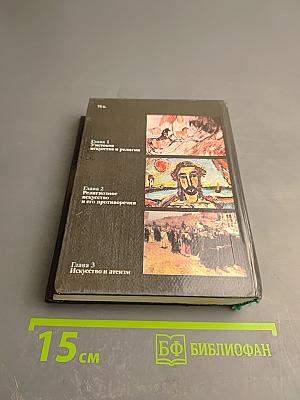 Глава 1
У истоков
искусства и религии
Глава 2
Религиозное
искусство
и его противоречия
Глава 3
Искусство и атеизм
15 см
БФ БИБЛИОФАН